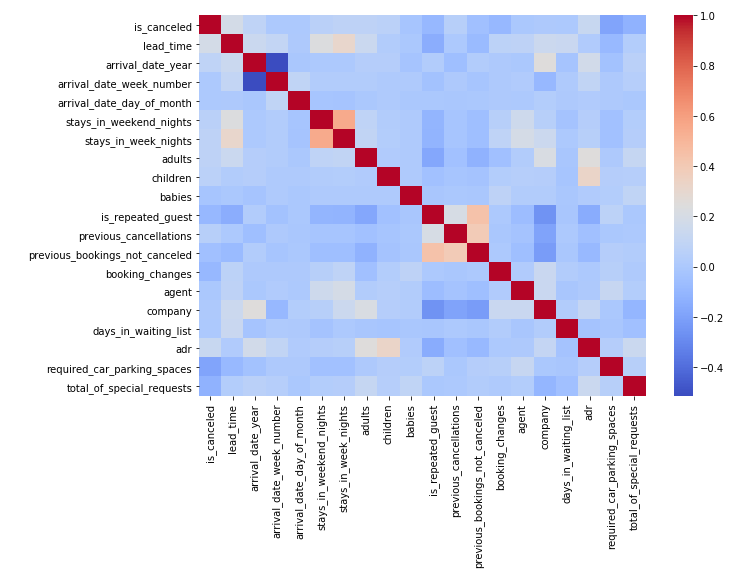 is_canceled
lead_time
arrival_date_year
arrival_date_week_number
arrival_date_day_of_month
stays_in_weekend_nights
stays_in_week_nights
adults
children
babies
is_repeated_guest
previous_cancellations
previous_bookings_not_canceled
booking_changes
agent
company
days_in_waiting_list
adr
required_car_parking_spaces
total_of_special_requests
is_canceled
lead_time
arrival_date_year
arrival_date_week_number
arrival_date_day_of_month
stays_in_weekend_nights
stays_in_week_nights
adults
children
babies
is_repeated_guest
previous_cancellations
previous_bookings_not_canceled
booking_changes
agent
company
days_in_waiting_list
adr
required_car_parking_spaces
total_of_special_requests
1.0
0.8
0.6
0.4
0.2
0.0
−0.2
−0.4